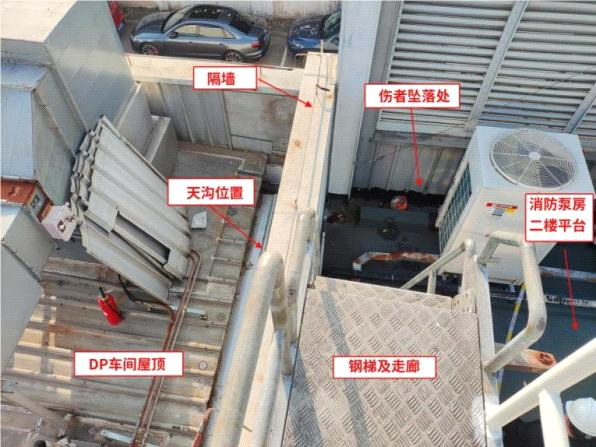 隔墙
伤者坠落处
天沟位置
消防泵房
二楼平台
DP车间屋顶
钢梯及走廊